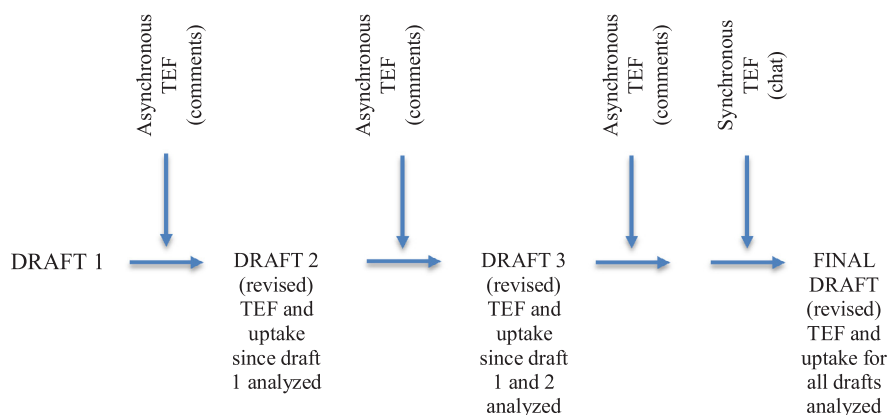 Asynchronous
TEF
(comments)
Asynchronous
TEF
(comments)
Asynchronous
TEF
(comments)
Synchronous
TEF
(chat)
DRAFT 1
DRAFT 2
(revised)
TEF and
uptake
since draft
1 analyzed
DRAFT 3
(revised)
TEF and
uptake
since draft
1 and 2
analyzed
FINAL
DRAFT
(revised)
TEF and
uptake for
all drafts
analyzed